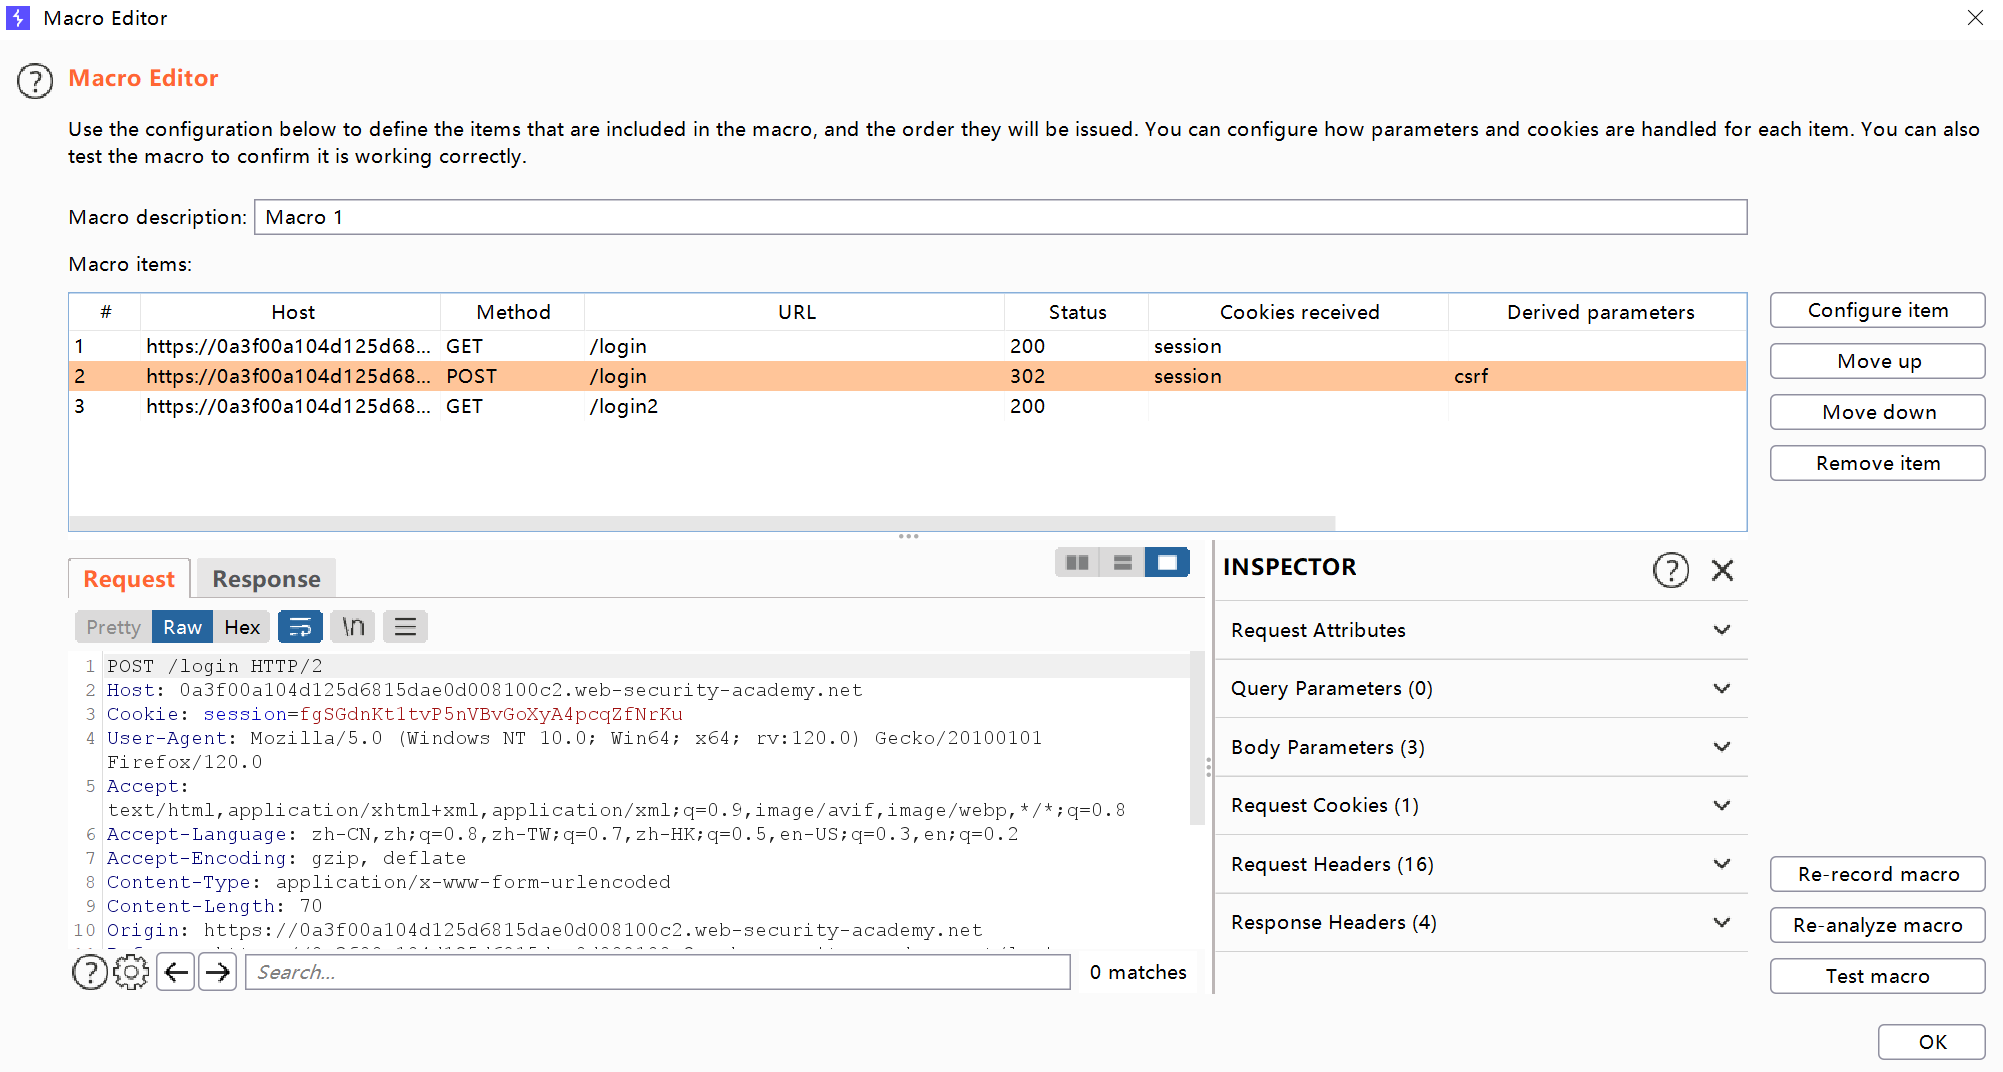 Macro Editor
Macro Editor
Use the configuration below to define the items that are included in the macro, and the order they will be issued. You can configure how parameters and cookies are handled for each item. You can also
test the macro to confirm it is working correctly.
Macro description: Macro 1
Macro items:
# Host Method URL Status Cookies received Derived parameters
1 https://0a3f00a104d125d68... GET /login 200 session
2 https://0a3f00a104d125d68... POST /login 302 session csrf
3 https://0a3f00a104d125d68... GET /login2 200
Configure item
Move up
Move down
Remove item
Request Response
Pretty Raw Hex \n
1 POST /login HTTP/2
2 Host: 0a3f00a104d125d6815dae0d008100c2.web-security-academy.net
3 Cookie: session=fgSGdnKt1tvP5nVBvGoXyA4pcqZfNrKu
4 User-Agent: Mozilla/5.0 (Windows NT 10.0; Win64; x64; rv:120.0) Gecko/20100101
Firefox/120.0
5 Accept:
text/html,application/xhtml+xml,application/xml;q=0.9,image/avif,image/webp,*/*;q=0.8
6 Accept-Language: zh-CN,zh;q=0.8,zh-TW;q=0.7,zh-HK;q=0.5,en-US;q=0.3,en;q=0.2
7 Accept-Encoding: gzip, deflate
8 Content-Type: application/x-www-form-urlencoded
9 Content-Length: 70
10 Origin: https://0a3f00a104d125d6815dae0d008100c2.web-security-academy.net
Search...
0 matches
INSPECTOR
Request Attributes
Query Parameters (0)
Body Parameters (3)
Request Cookies (1)
Request Headers (16)
Response Headers (4)
Re-record macro
Re-analyze macro
Test macro
OK